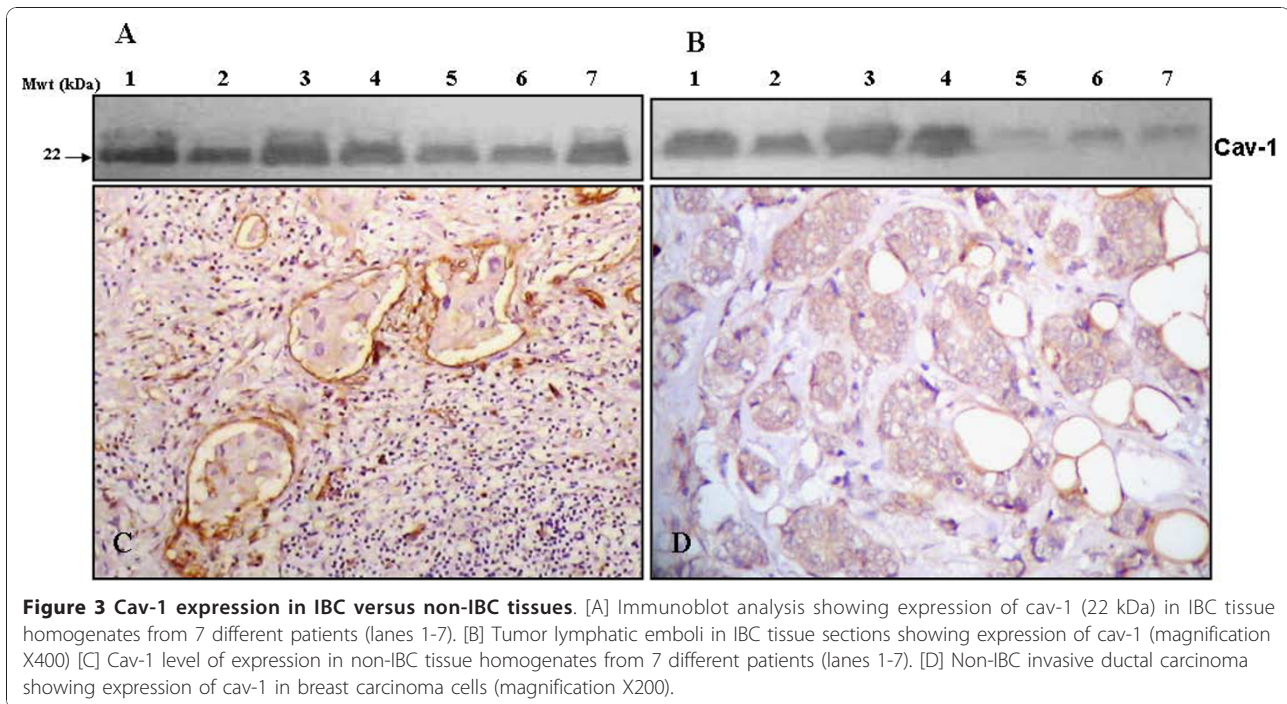 A
B
Mwt (kDa) 1 2 3 4 5 6 7
1 2 3 4 5 6 7
22
Cav-1
C
D
Figure 3 Cav-1 expression in IBC versus non-IBC tissues. [A] Immunoblot analysis showing expression of cav-1 (22 kDa) in IBC tissue
homogenates from 7 different patients (lanes 1-7). [B] Tumor lymphatic emboli in IBC tissue sections showing expression of cav-1 (magnification
X400) [C] Cav-1 level of expression in non-IBC tissue homogenates from 7 different patients (lanes 1-7). [D] Non-IBC invasive ductal carcinoma
showing expression of cav-1 in breast carcinoma cells (magnification X200).